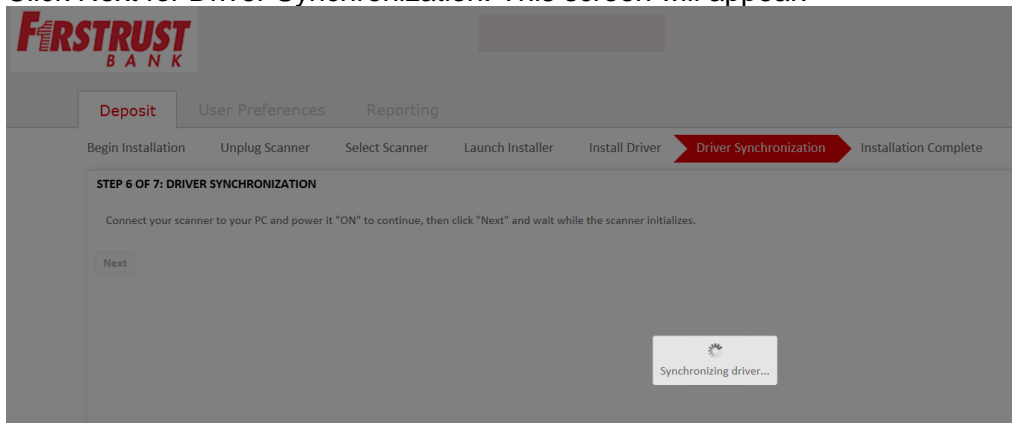 Click Next for Driver Synchronization. This screen will appear.
FIRSTRUST
BANK
Deposit User Preferences Reporting
Begin Installation Unplug Scanner Select Scanner Launch Installer Install Driver Driver Synchronization Installation Complete
STEP 6 OF 7: DRIVER SYNCHRONIZATION
Connect your scanner to your PC and power it "ON" to continue, then click "Next" and wait while the scanner initializes.
Next
Synchronizing driver...